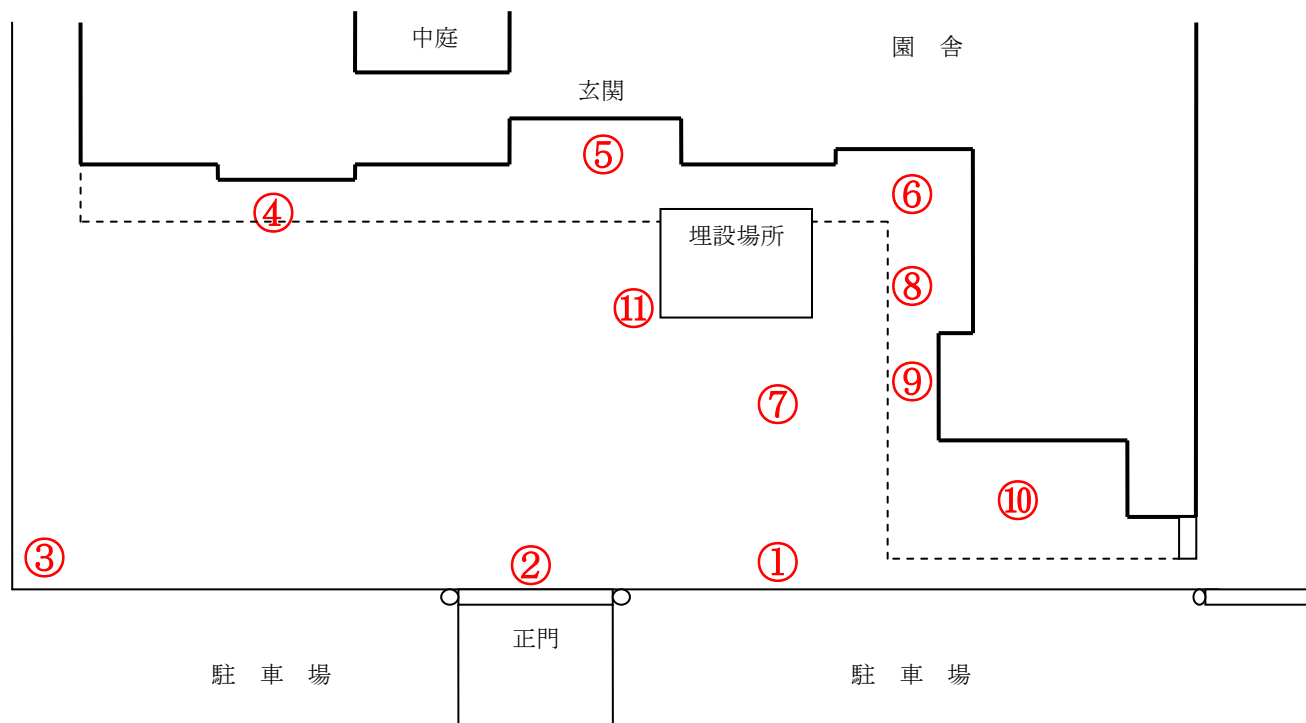 中庭
園 舎
玄関
⑤
⑥
④
埋設場所
⑧
⑪
⑨
⑦
⑩
③
②
①
正門
駐 車 場
駐 車 場